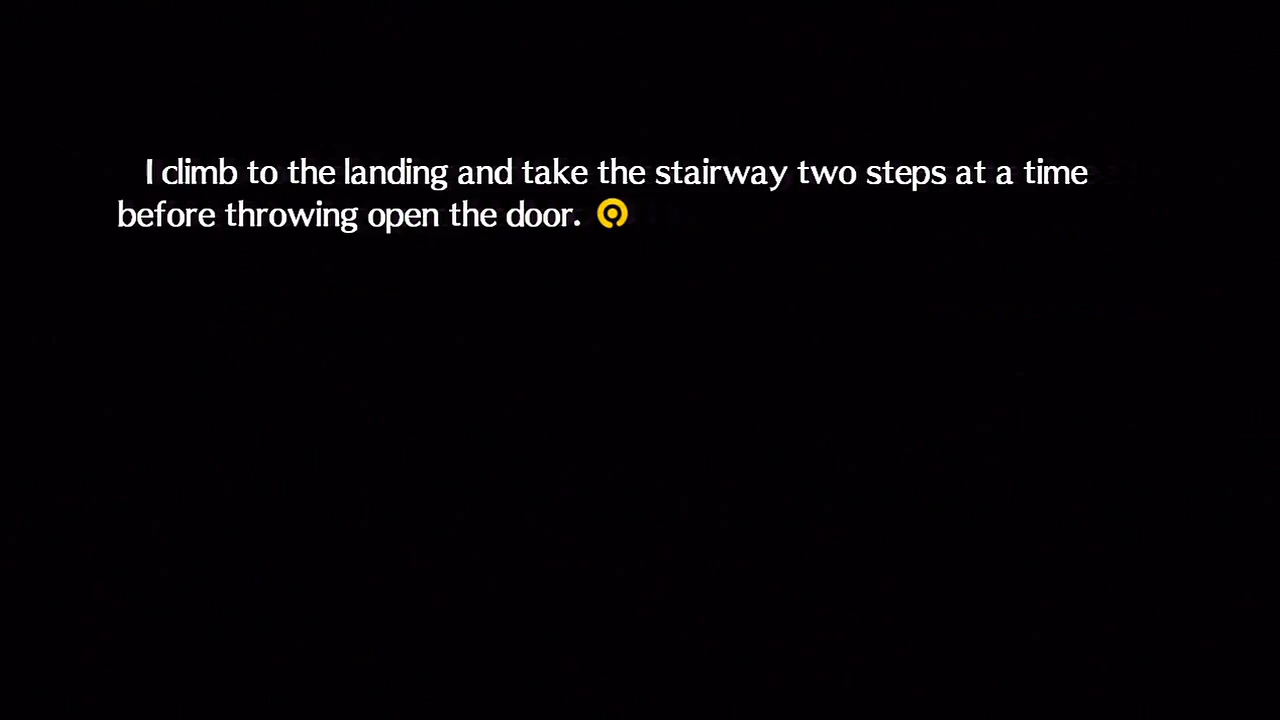 I climb to the landing and take the stairway two steps at a time
before throwing open the door.